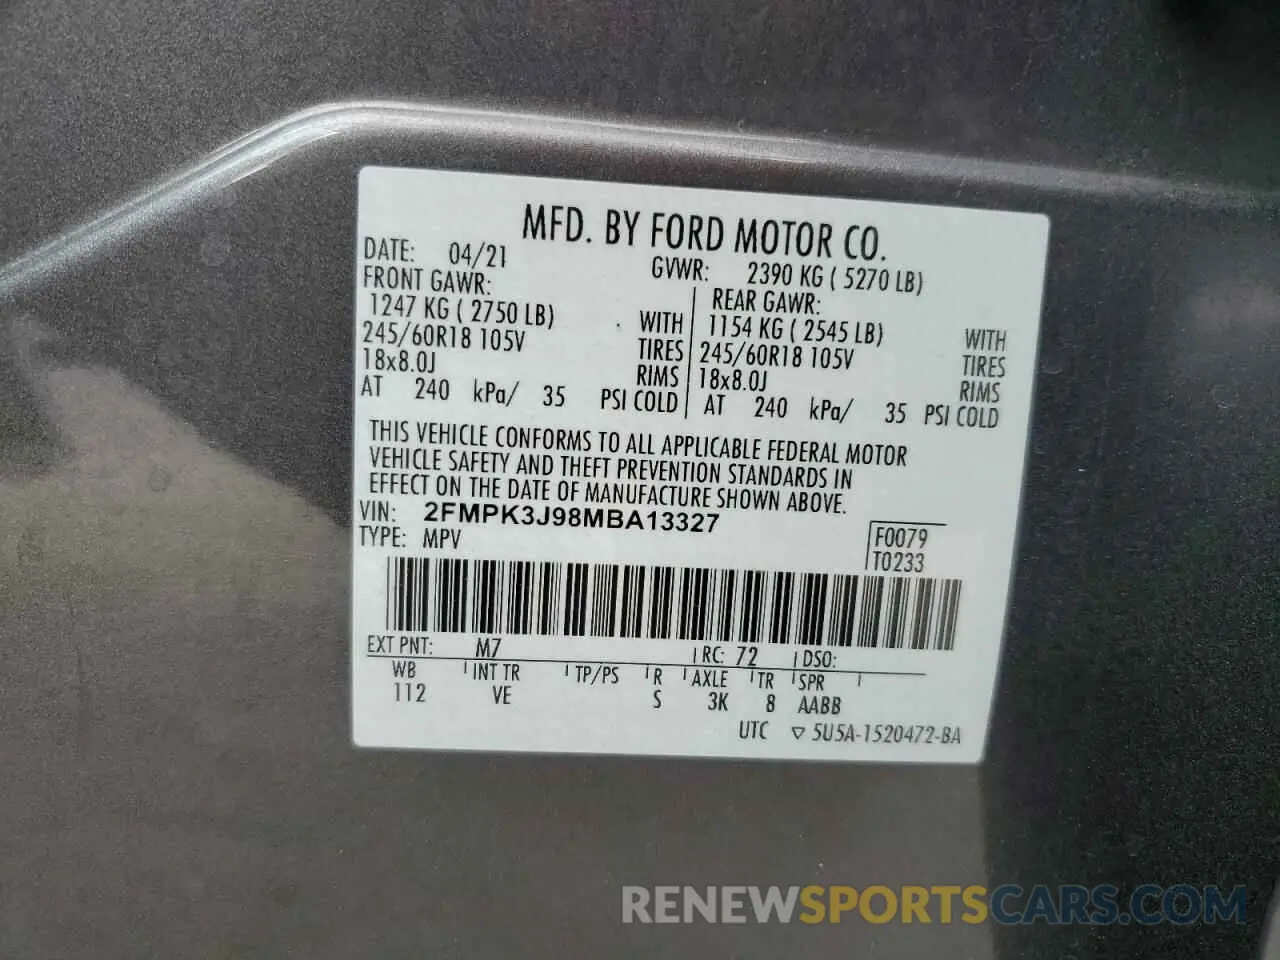 MFD. BY FORD MOTOR CO.
DATE: 04/21 GVWR: 2390 KG ( 5270 LB)
FRONT GAWR: REAR GAWR:
1247 KG ( 2750 LB) WITH 1154 KG ( 2545 LB) WITH
245/60R18 105V TIRES 245/60R18 105V TIRES
18x8.0J RIMS 18x8.0J RIMS
AT 240 kPa/ 35 PSI COLD AT 240 kPa/ 35 PSI COLD
THIS VEHICLE CONFORMS TO ALL APPLICABLE FEDERAL MOTOR
VEHICLE SAFETY AND THEFT PREVENTION STANDARDS IN
EFFECT ON THE DATE OF MANUFACTURE SHOWN ABOVE.
VIN: 2FMPK3J98MBA13327
TYPE: MPV
F0079
T0233
EXT PNT: M7 RC: 72 DSO:
WB INT TR TP/PS R AXLE TR SPR
112 VE S 3K 8 AABB
UTC ▽ 5U5A-1520472-BA
RENEWSPORTSCARS.COM